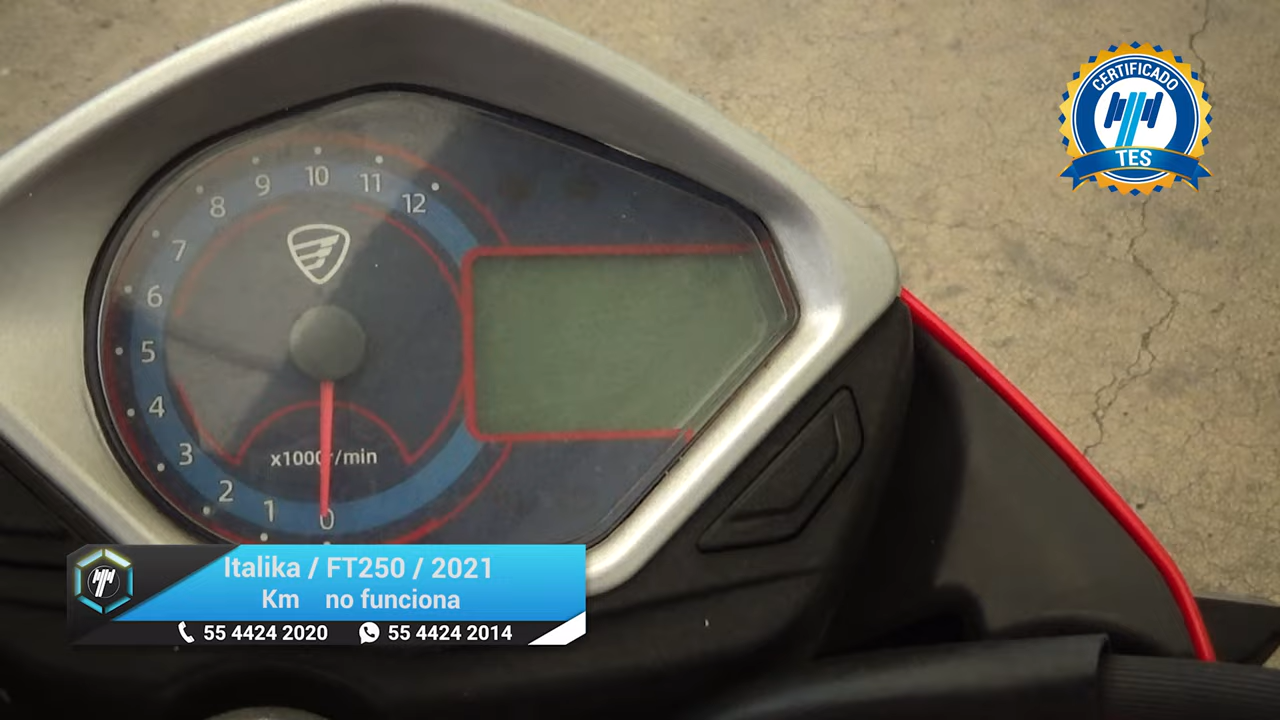 CERTIFICADO
TES
10
9
11
8
12
7
6
5
4
3
x1000r/min
2
1
0
Italika / FT250 / 2021
Km no funciona
55 4424 2020 55 4424 2014